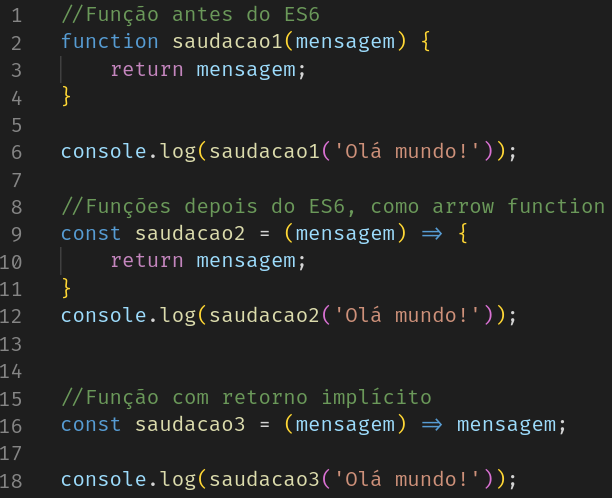 1 //Função antes do ES6
2 function saudacao1(mensagem) {
3     return mensagem;
4 }
5
6 console.log(saudacao1('Olá mundo!'));
7
8 //Funções depois do ES6, como arrow function
9 const saudacao2 = (mensagem) => {
10     return mensagem;
11 }
12 console.log(saudacao2('Olá mundo!'));
13
14
15 //Função com retorno implícito
16 const saudacao3 = (mensagem) => mensagem;
17
18 console.log(saudacao3('Olá mundo!'));